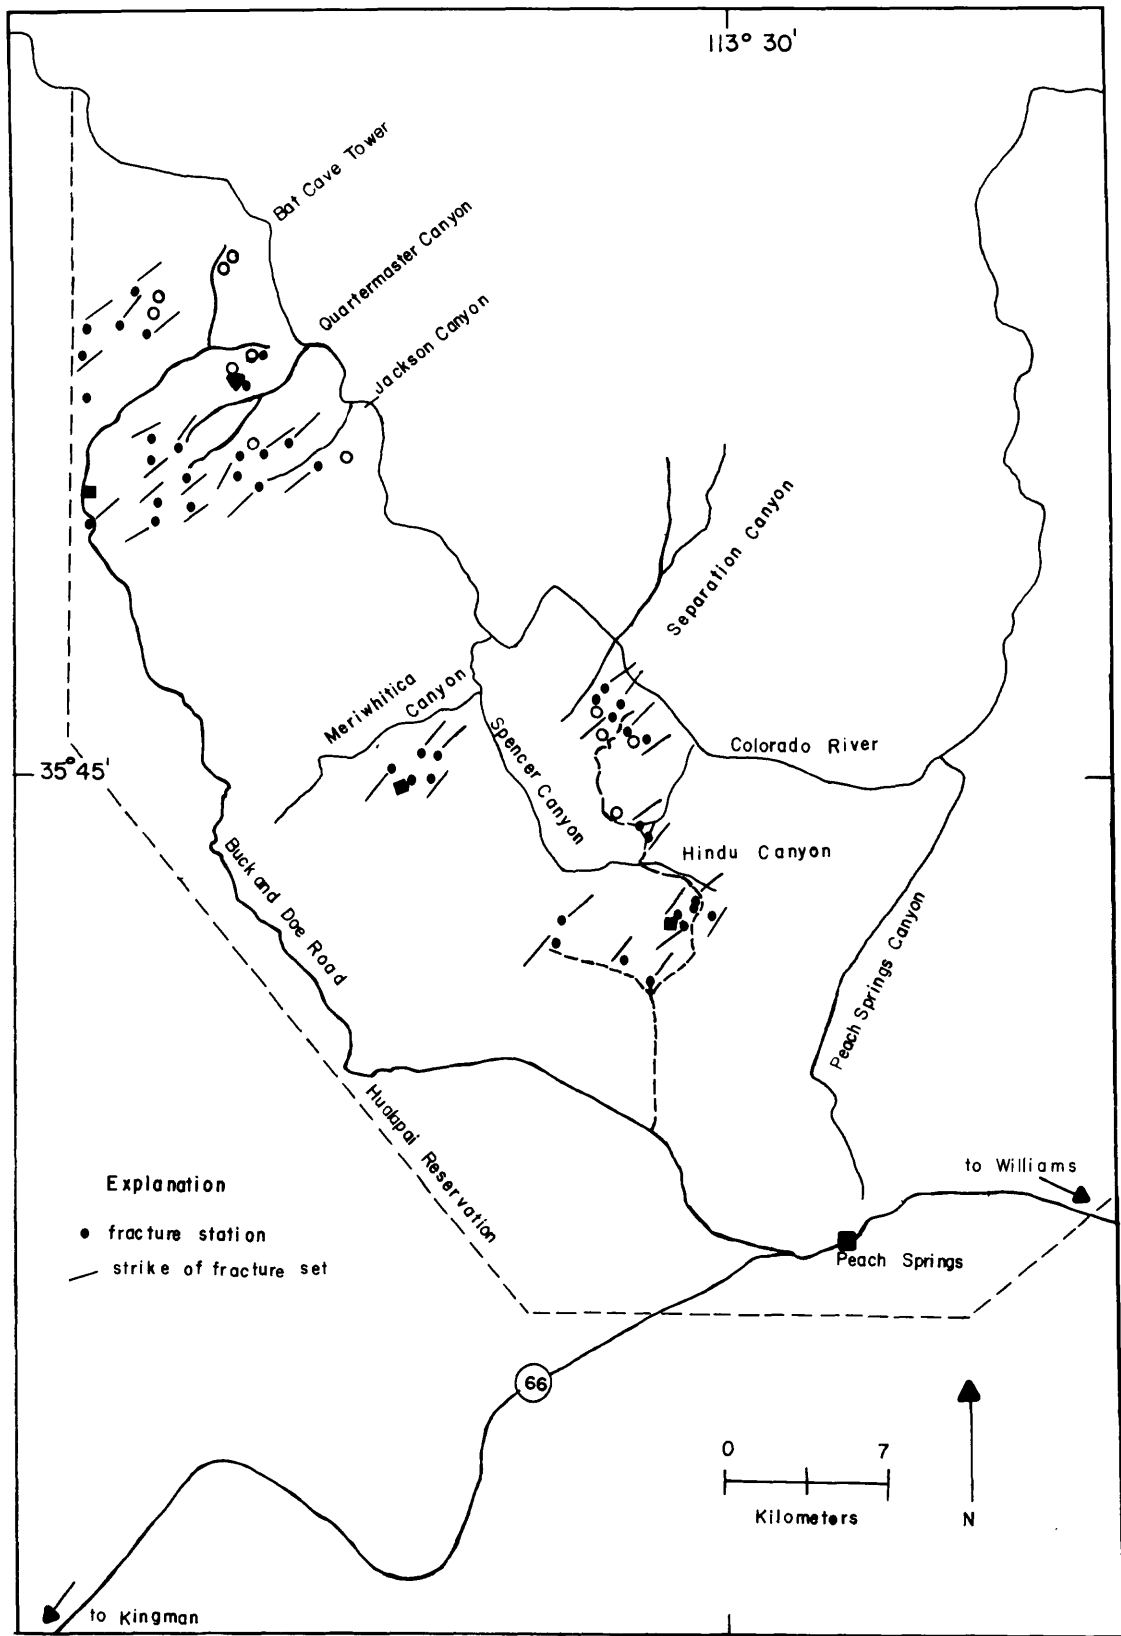 113° 30'
Bat Cave Tower
Quartermaster Canyon
Jackson Canyon
Separation Canyon
Meriwhitica
Canyon
Spencer Canyon
Colorado River
35° 45'
Hindu Canyon
Buck and Doe Road
Peach Springs Canyon
Hualapai Reservation
to Williams
Explanation
fracture station
strike of fracture set
Peach Springs
66
0 7
Kilometers
N
to Kingman